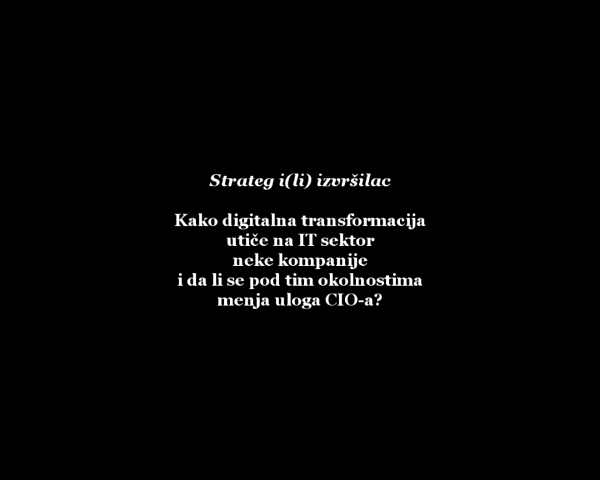 Strateg i(li) izvršilac
Kako digitalna transformacija
utiče na IT sektor
neke kompanije
i da li se pod tim okolnostima
menja uloga CIO-a?